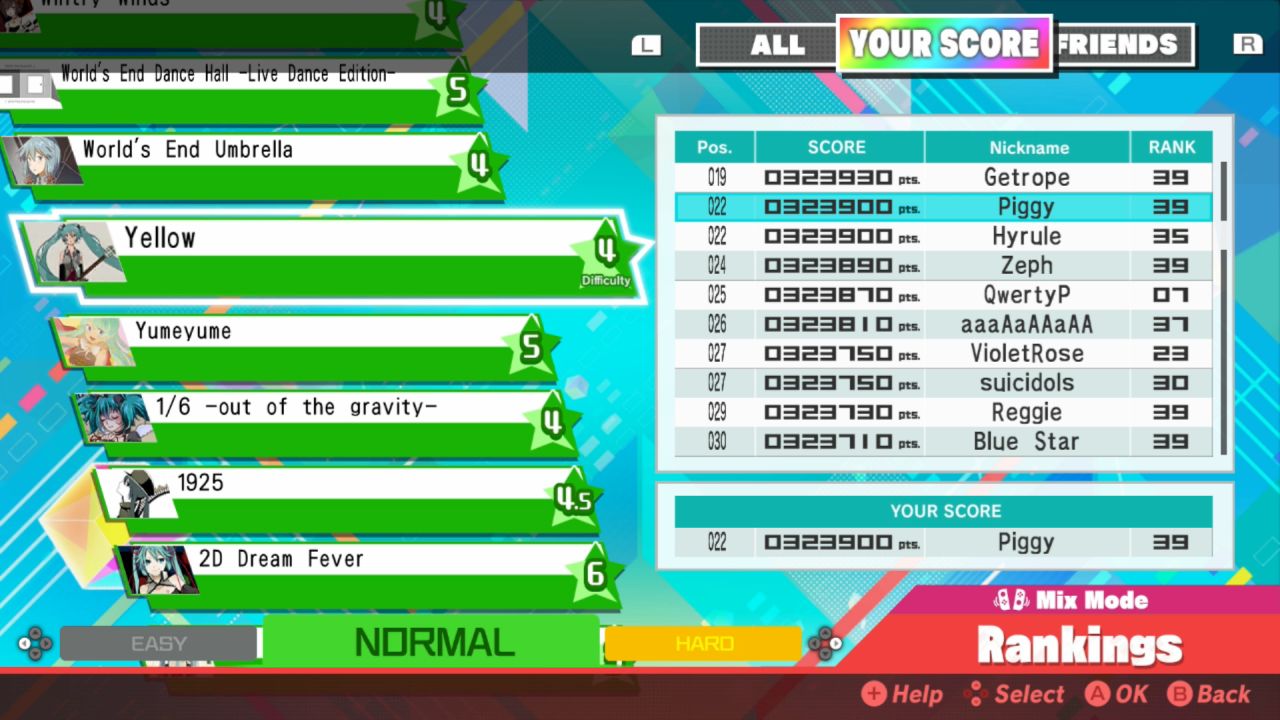 Wintry Winds
4
World's End Dance Hall -Live Dance Edition-
5
World's End Umbrella
4
Yellow
4
Difficulty
Yumeyume
5
1/6 -out of the gravity-
4
1925
4.5
2D Dream Fever
6
EASY
NORMAL
HARD
L
ALL
YOUR SCORE
FRIENDS
R
Pos. SCORE Nickname RANK
019 0323930 pts. Getrope 39
022 0323900 pts. Piggy 39
022 0323900 pts. Hyrule 35
024 0323890 pts. Zeph 39
025 0323870 pts. QwertyP 07
026 0323810 pts. aaaAaAAaAA 37
027 0323750 pts. VioletRose 23
027 0323750 pts. suicidols 30
029 0323730 pts. Reggie 39
030 0323710 pts. Blue Star 39
YOUR SCORE
022 0323900 pts. Piggy 39
Mix Mode
Rankings
+ Help Select A OK B Back